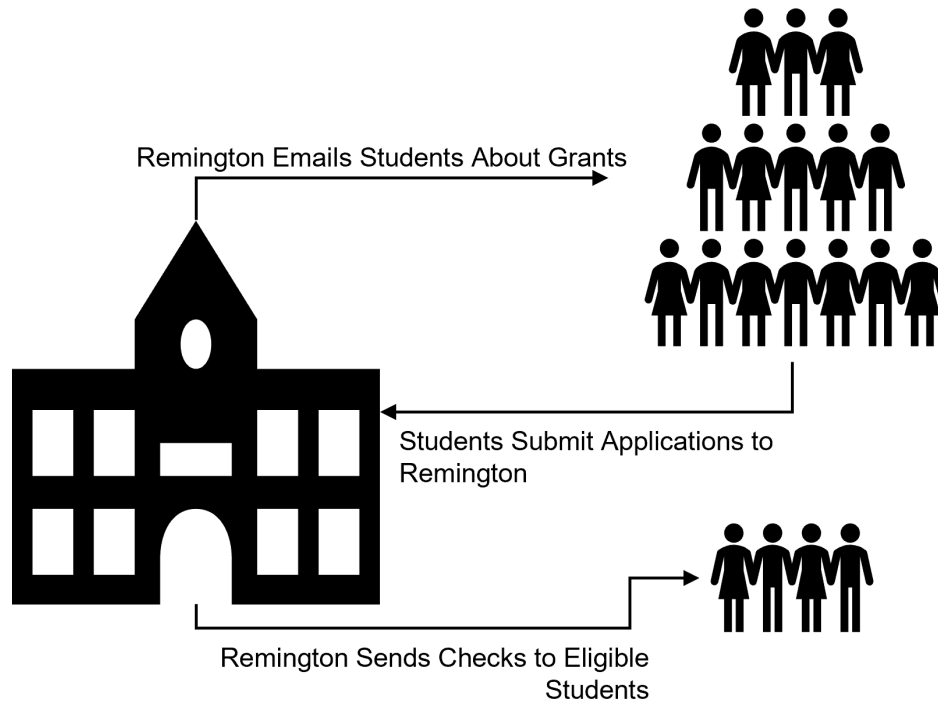 Remington Emails Students About Grants
Students Submit Applications to
Remington
Remington Sends Checks to Eligible
Students